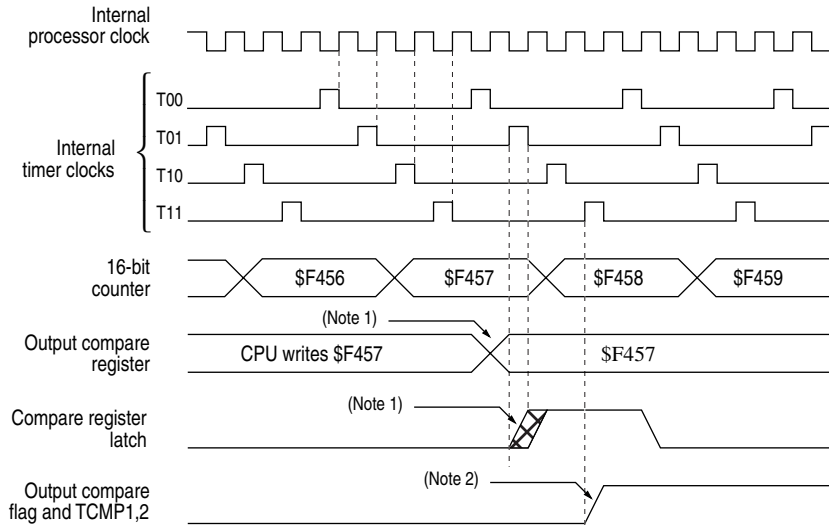 Internal
processor clock
Internal
timer clocks
T00
T01
T10
T11
16-bit
counter
$F456
$F457
$F458
$F459
(Note 1)
Output compare
register
CPU writes $F457
$F457
(Note 1)
Compare register
latch
(Note 2)
Output compare
flag and TCMP1,2